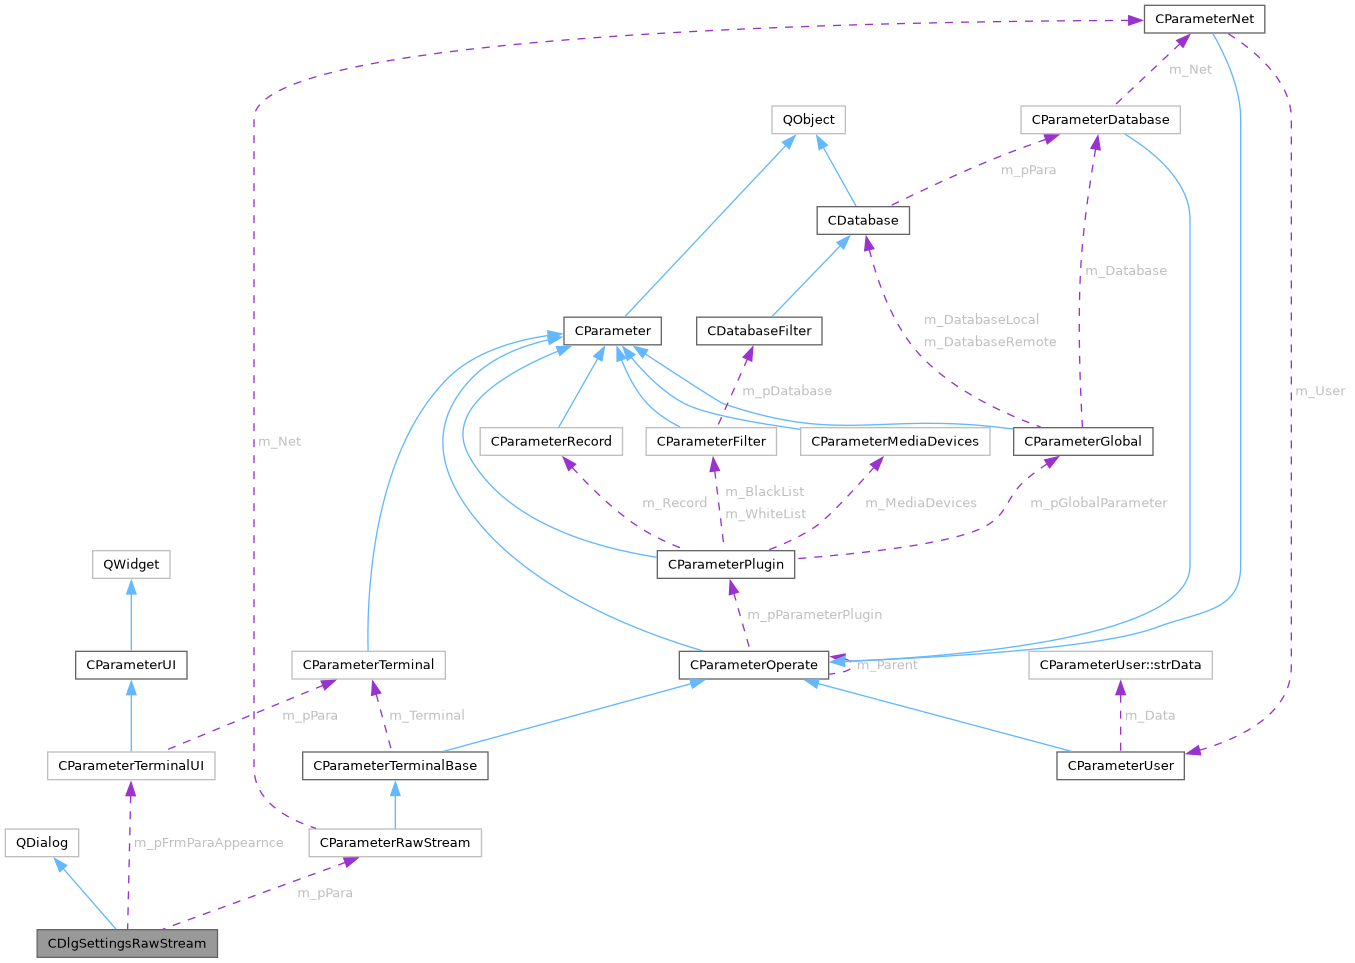 CParameterNet
m_Net
QObject
CParameterDatabase
m_pPara
CDatabase
m_Database
m_DatabaseLocal
m_DatabaseRemote
CParameter
CDatabaseFilter
m_pDatabase
m_User
m_Net
CParameterRecord
CParameterFilter
CParameterMediaDevices
CParameterGlobal
m_Record
m_BlackList
m_WhiteList
m_MediaDevices
m_pGlobalParameter
QWidget
CParameterPlugin
m_pParameterPlugin
CParameterUI
CParameterTerminal
CParameterOperate
m_Parent
CParameterUser::strData
m_pPara
m_Terminal
m_Data
CParameterTerminalUI
CParameterTerminalBase
CParameterUser
QDialog
m_pFrmParaAppearnce
CParameterRawStream
m_pPara
CDlgSettingsRawStream